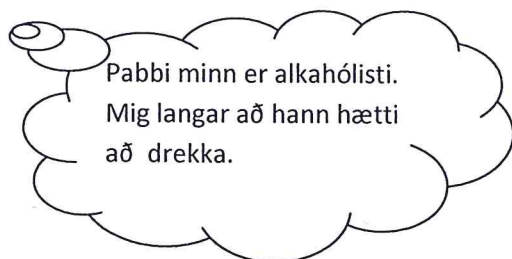 Pabbi minn er alkahólisti.
Mig langar að hann hætti
að drekka.